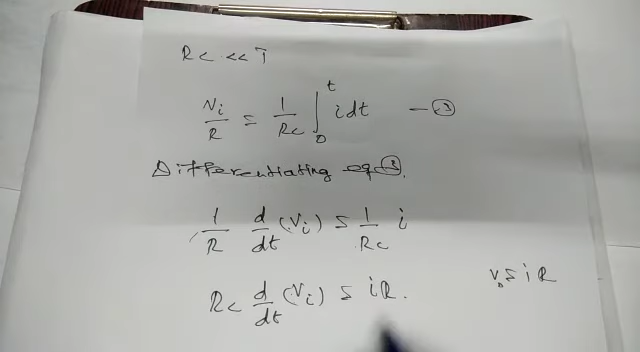 RC << T
Vi/R = 1/RC ∫₀ᵗ i dt — ③
Differentiating eq ③.
1/R d/dt (Vi) = 1/RC i
RC d/dt (Vi) = iR. V₀ = iR